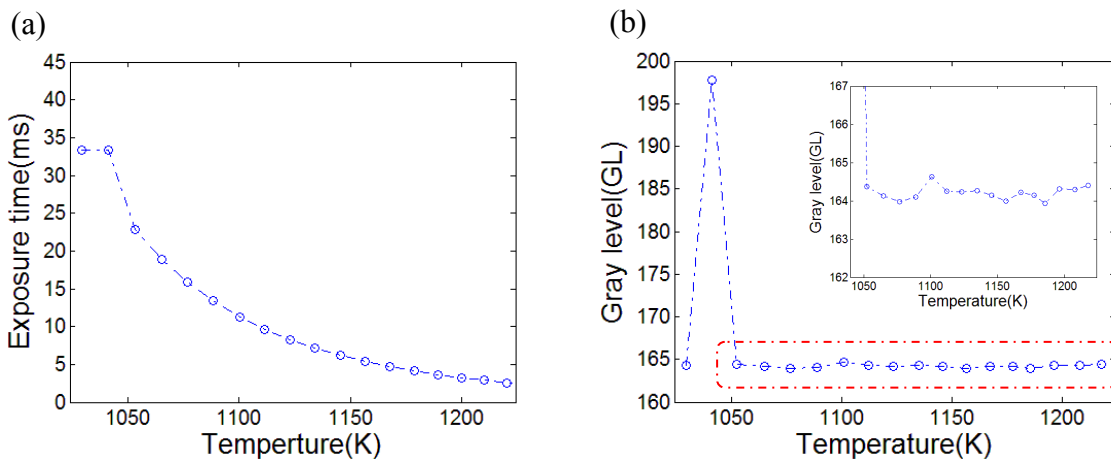 (a)
45
40
35
30
25
20
15
10
5
0
Exposure time(ms)
1050 1100 1150 1200
Temperture(K)
(b)
200
195
190
185
180
175
170
165
160
Gray level(GL)
1050 1100 1150 1200
Temperature(K)
167
166
165
164
163
162
Gray level(GL)
1050 1100 1150 1200
Temperature(K)